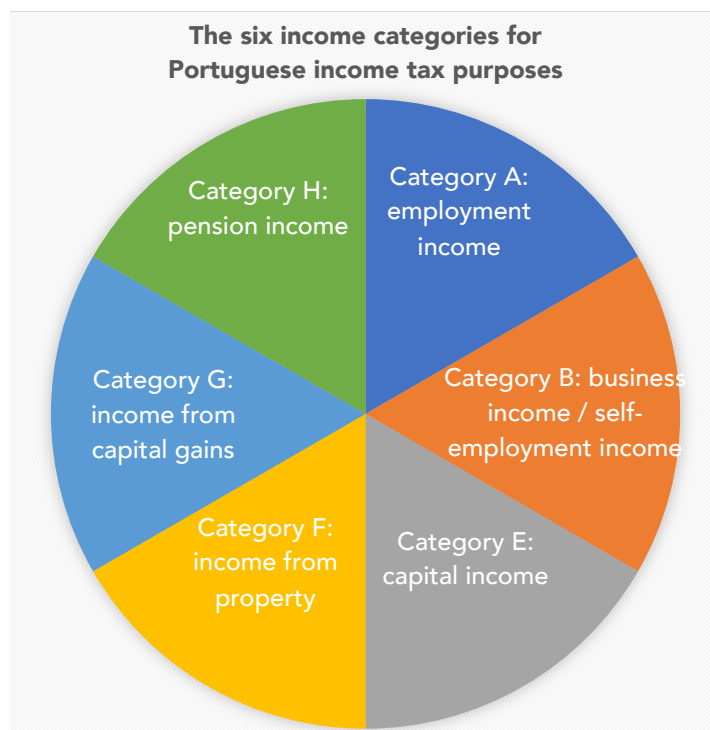 The six income categories for
Portuguese income tax purposes
Category H:
pension income
Category A:
employment
income
Category G:
income from
capital gains
Category B: business
income / self-
employment income
Category F:
income from
property
Category E:
capital income